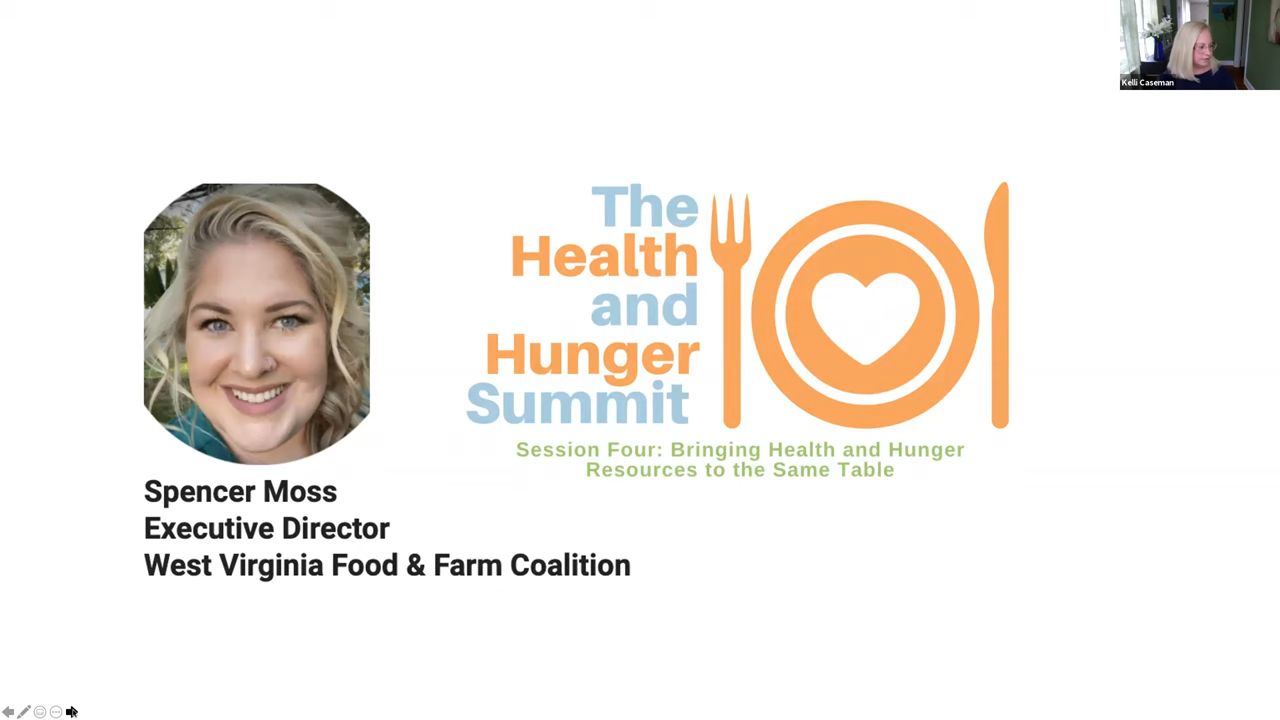 Kelli Caseman
The
Health
and
Hunger
Summit
Session Four: Bringing Health and Hunger
Resources to the Same Table
Spencer Moss
Executive Director
West Virginia Food & Farm Coalition